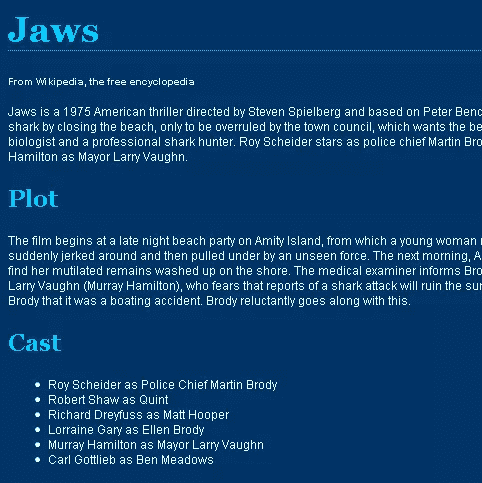 Jaws
From Wikipedia, the free encyclopedia
Jaws is a 1975 American thriller directed by Steven Spielberg and based on Peter Benc
shark by closing the beach, only to be overruled by the town council, which wants the be
biologist and a professional shark hunter. Roy Scheider stars as police chief Martin Bro
Hamilton as Mayor Larry Vaughn.
Plot
The film begins at a late night beach party on Amity Island, from which a young woman
suddenly jerked around and then pulled under by an unseen force. The next morning, A
find her mutilated remains washed up on the shore. The medical examiner informs Bro
Larry Vaughn (Murray Hamilton), who fears that reports of a shark attack will ruin the su
Brody that it was a boating accident. Brody reluctantly goes along with this.
Cast
• Roy Scheider as Police Chief Martin Brody
• Robert Shaw as Quint
• Richard Dreyfuss as Matt Hooper
• Lorraine Gary as Ellen Brody
• Murray Hamilton as Mayor Larry Vaughn
• Carl Gottlieb as Ben Meadows